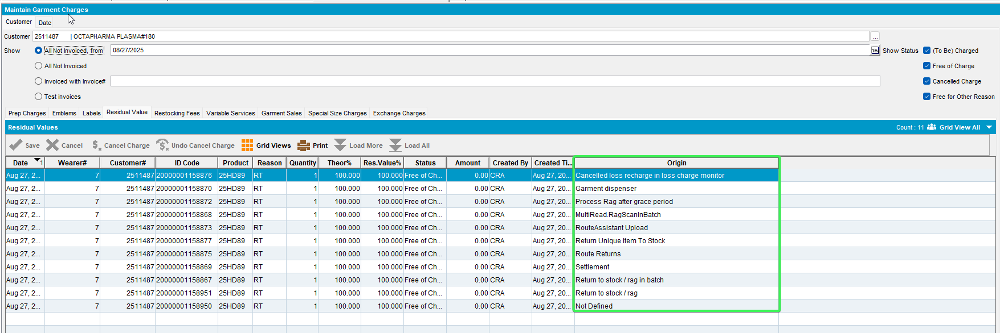 Maintain Garment Charges
Customer Date
Customer 2511487 | OCTAPHARMA PLASMA#180 ...
Show All Not Invoiced, from 08/27/2025 16 Show Status (To Be) Charged
All Not Invoiced Free of Charge
Invoiced with Invoice# Cancelled Charge
Test invoices Free for Other Reason
Prep Charges Emblems Labels Residual Value Restocking Fees Variable Services Garment Sales Special Size Charges Exchange Charges
Residual Values Count : 11 Grid View All
Save Cancel Cancel Charge Undo Cancel Charge Grid Views Print Load More Load All
Date 1 Wearer# Customer# ID Code Product Reason Quantity Theor% Res.Value% Status Amount Created By Created Ti... Origin
Aug 27, 2... 7 2511487 20000001158876 25HD89 RT 1 100.000 100.000 Free of Ch... 0.00 CRA Aug 27, 20... Cancelled loss recharge in loss charge monitor
Aug 27, 2... 7 2511487 20000001158870 25HD89 RT 1 100.000 100.000 Free of Ch... 0.00 CRA Aug 27, 20... Garment dispenser
Aug 27, 2... 7 2511487 20000001158872 25HD89 RT 1 100.000 100.000 Free of Ch... 0.00 CRA Aug 27, 20... Process Rag after grace period
Aug 27, 2... 7 2511487 20000001158868 25HD89 RT 1 100.000 100.000 Free of Ch... 0.00 CRA Aug 27, 20... MultiRead.RagScanInBatch
Aug 27, 2... 7 2511487 20000001158873 25HD89 RT 1 100.000 100.000 Free of Ch... 0.00 CRA Aug 27, 20... RouteAssistant Upload
Aug 27, 2... 7 2511487 20000001158877 25HD89 RT 1 100.000 100.000 Free of Ch... 0.00 CRA Aug 27, 20... Return Unique Item To Stock
Aug 27, 2... 7 2511487 20000001158875 25HD89 RT 1 100.000 100.000 Free of Ch... 0.00 CRA Aug 27, 20... Route Returns
Aug 27, 2... 7 2511487 20000001158869 25HD89 RT 1 100.000 100.000 Free of Ch... 0.00 CRA Aug 27, 20... Settlement
Aug 27, 2... 7 2511487 20000001158867 25HD89 RT 1 100.000 100.000 Free of Ch... 0.00 CRA Aug 27, 20... Return to stock / rag in batch
Aug 27, 2... 7 2511487 20000001158951 25HD89 RT 1 100.000 100.000 Free of Ch... 0.00 CRA Aug 27, 20... Return to stock / rag
Aug 27, 2... 7 2511487 20000001158950 25HD89 RT 1 100.000 100.000 Free of Ch... 0.00 CRA Aug 27, 20... Not Defined